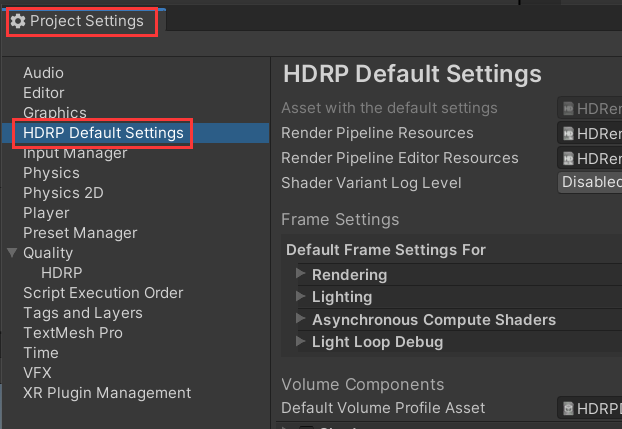 Project Settings
Audio
Editor
Graphics
HDRP Default Settings
Input Manager
Physics
Physics 2D
Player
Preset Manager
Quality
HDRP
Script Execution Order
Tags and Layers
TextMesh Pro
Time
VFX
XR Plugin Management
HDRP Default Settings
Asset with the default settings HDRen
Render Pipeline Resources HDRen
Render Pipeline Editor Resources HDRen
Shader Variant Log Level Disabled
Frame Settings
Default Frame Settings For
Rendering
Lighting
Asynchronous Compute Shaders
Light Loop Debug
Volume Components
Default Volume Profile Asset HDRPD